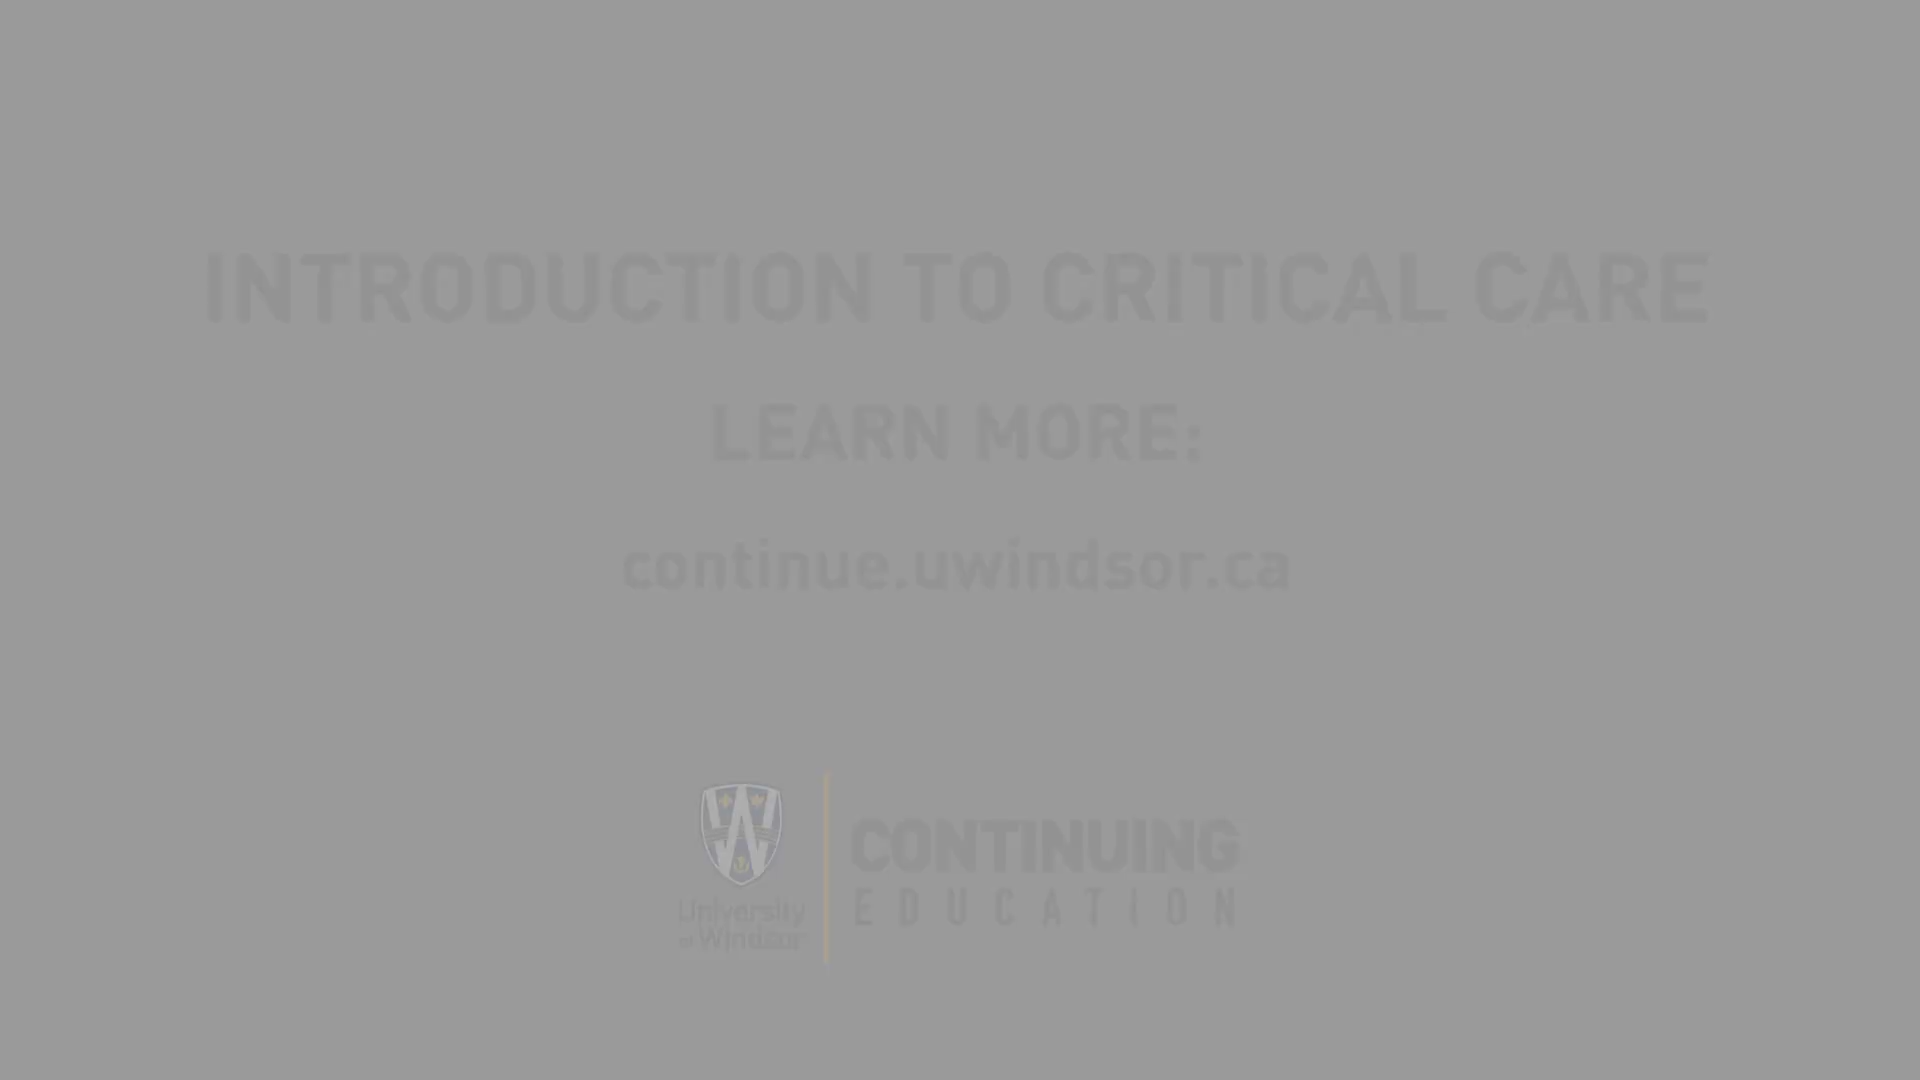 INTRODUCTION TO CRITICAL CARE
LEARN MORE:
continue.uwindsor.ca
University
of Windsor
CONTINUING
EDUCATION